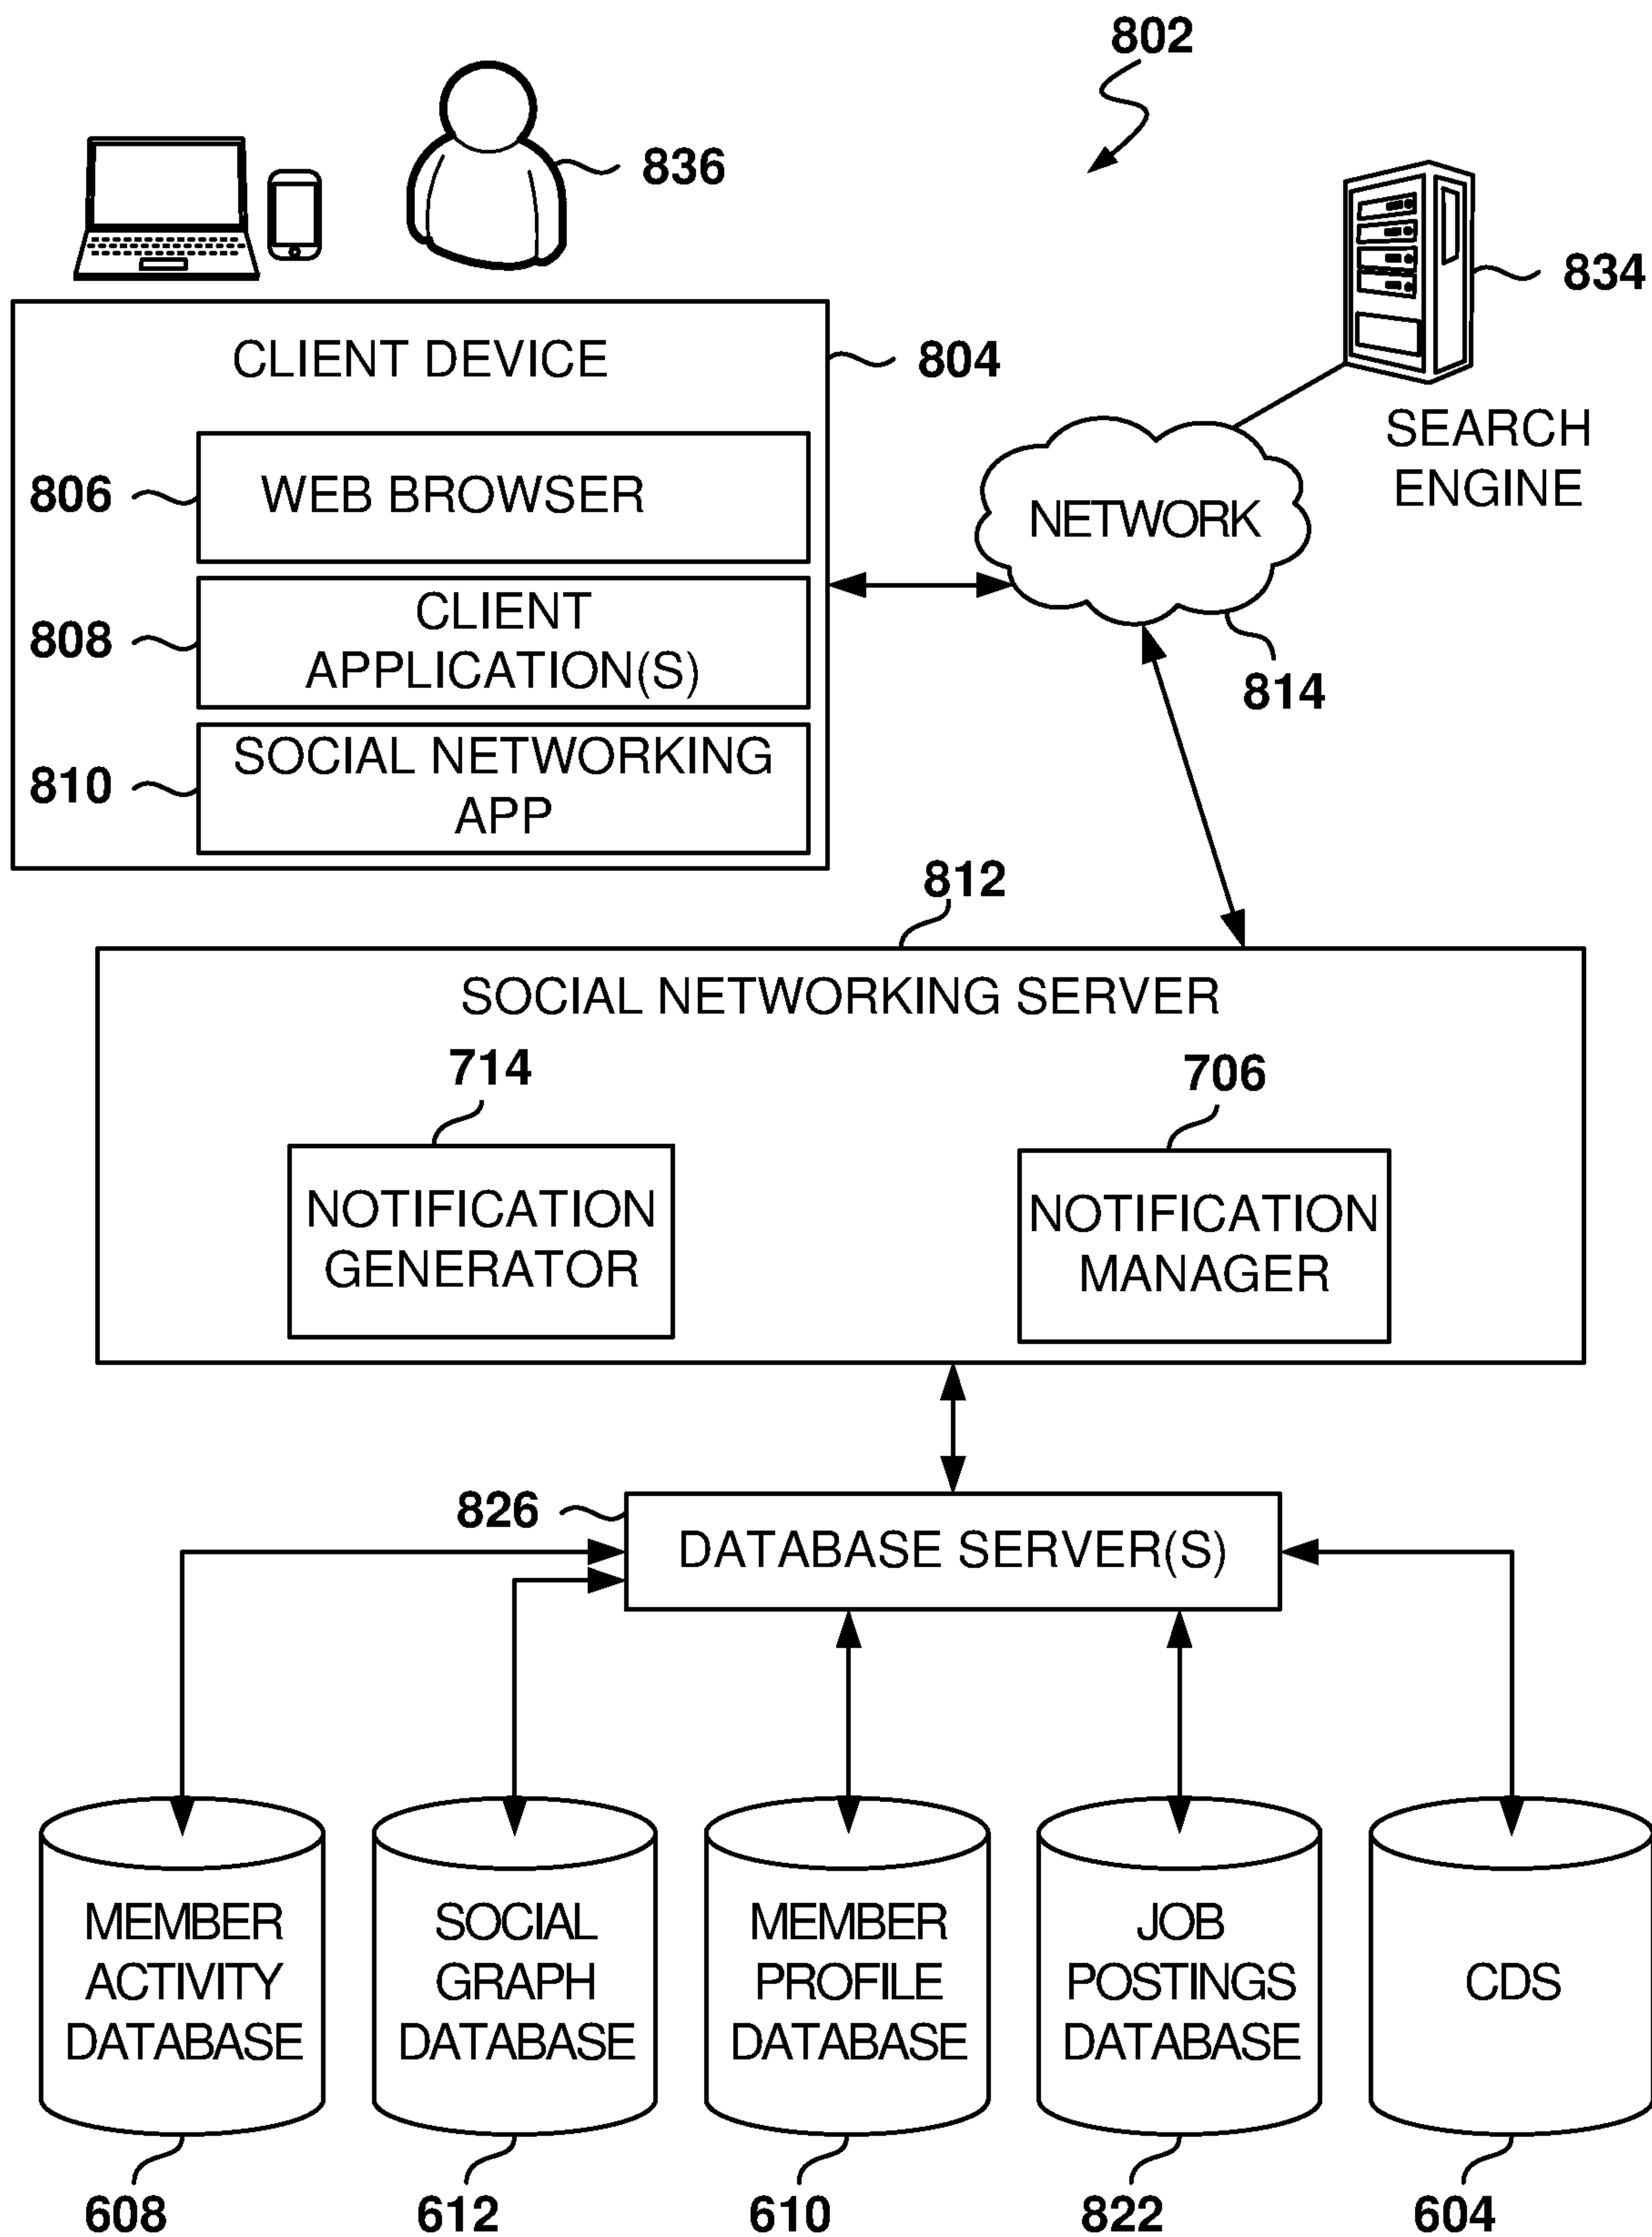 802
836
834
CLIENT DEVICE
804
SEARCH
ENGINE
806
WEB BROWSER
NETWORK
808
CLIENT
APPLICATION(S)
814
810
SOCIAL NETWORKING
APP
812
SOCIAL NETWORKING SERVER
714
706
NOTIFICATION
GENERATOR
NOTIFICATION
MANAGER
826
DATABASE SERVER(S)
MEMBER
ACTIVITY
DATABASE
SOCIAL
GRAPH
DATABASE
MEMBER
PROFILE
DATABASE
JOB
POSTINGS
DATABASE
CDS
608
612
610
822
604